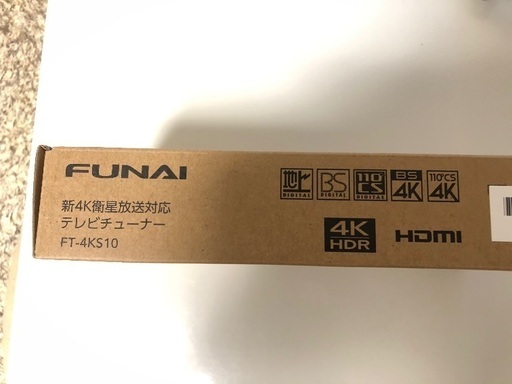 FUNAI
新4K衛星放送対応
テレビチューナー
FT-4KS10
地上 DIGITAL
BS DIGITAL
110 CS DIGITAL
BS 4K
110°CS 4K
4K HDR
HDMI